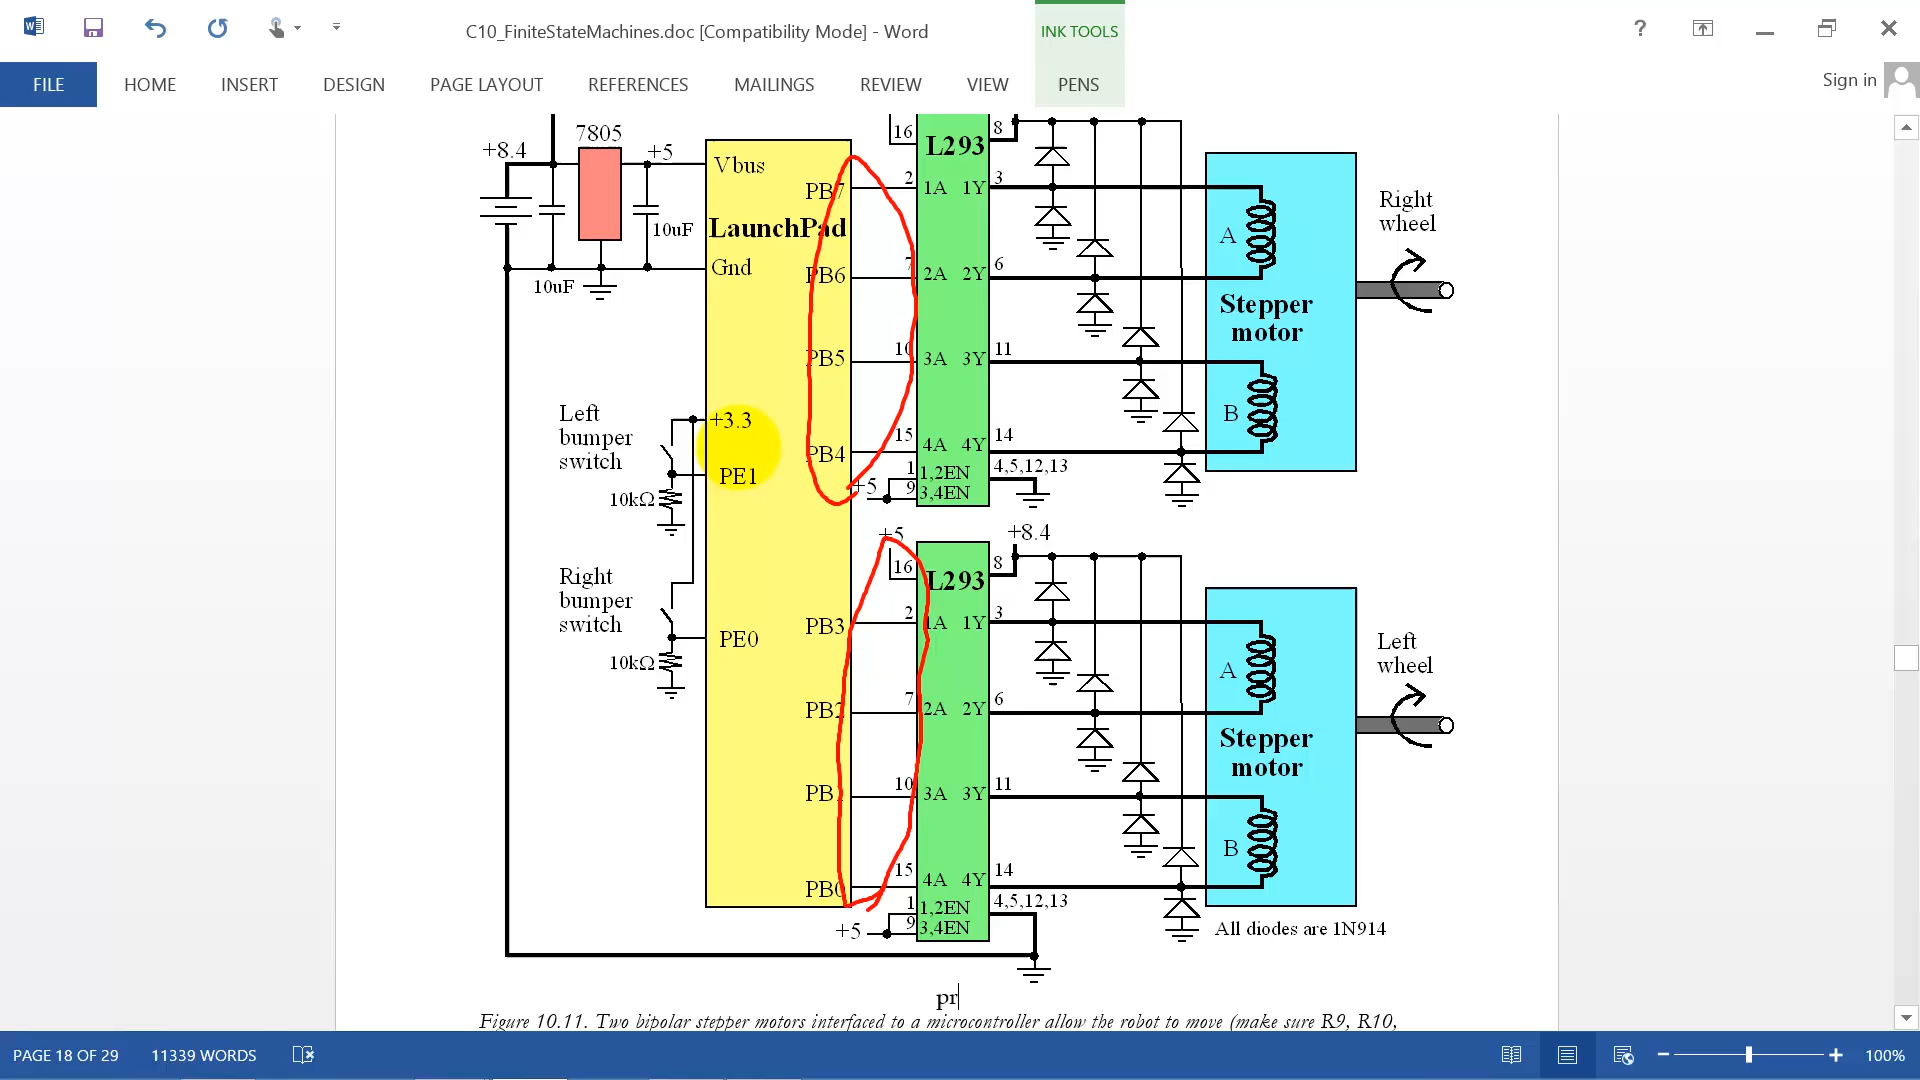 C10_FiniteStateMachines.doc [Compatibility Mode] - Word
INK TOOLS
?
FILE
HOME
INSERT
DESIGN
PAGE LAYOUT
REFERENCES
MAILINGS
REVIEW
VIEW
PENS
Sign in
+8.4
7805
+5
10uF
10uF
Vbus
LaunchPad
Gnd
PB7
PB6
PB5
PB4
+3.3
PE1
PE0
PB3
PB2
PB1
PB0
Left
bumper
switch
10kΩ
Right
bumper
switch
10kΩ
16
L293
8
2 1A 1Y 3
7 2A 2Y 6
10 3A 3Y 11
15 4A 4Y 14
1 1,2EN 4,5,12,13
+5 9 3,4EN
A
Stepper
motor
B
Right
wheel
+5
+8.4
16
L293
8
2 1A 1Y 3
7 2A 2Y 6
10 3A 3Y 11
15 4A 4Y 14
1 1,2EN 4,5,12,13
+5 9 3,4EN
A
Stepper
motor
B
Left
wheel
All diodes are 1N914
pr
Figure 10.11. Two bipolar stepper motors interfaced to a microcontroller allow the robot to move (make sure R9, R10,
PAGE 18 OF 29
11339 WORDS
100%